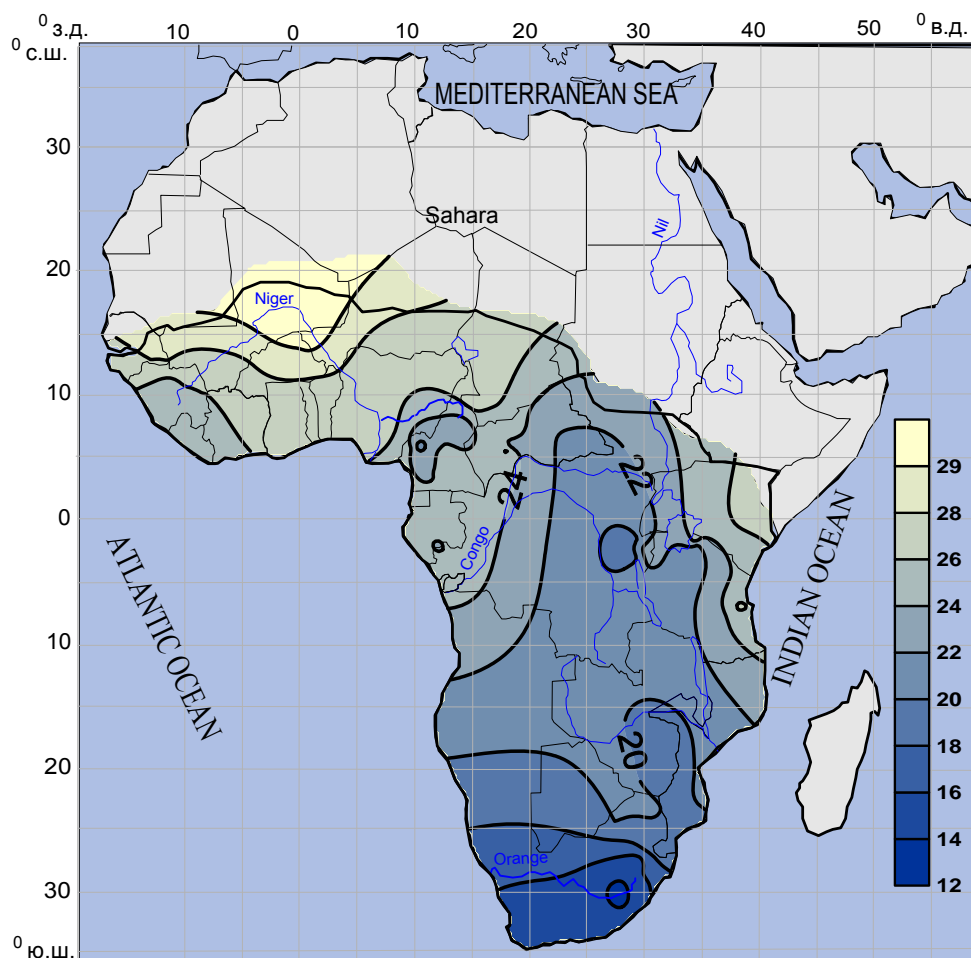 ⁰ з.д. 10 0 10 20 30 40 50 ⁰ в.д.
⁰ с.ш.
MEDITERRANEAN SEA
30
Sahara
Nil
20
Niger
10
29
28
22
24
0
26
Congo
24
ATLANTIC OCEAN
INDIAN OCEAN
10
22
20
20
18
20
16
14
Orange
30
12
⁰ ю.ш.